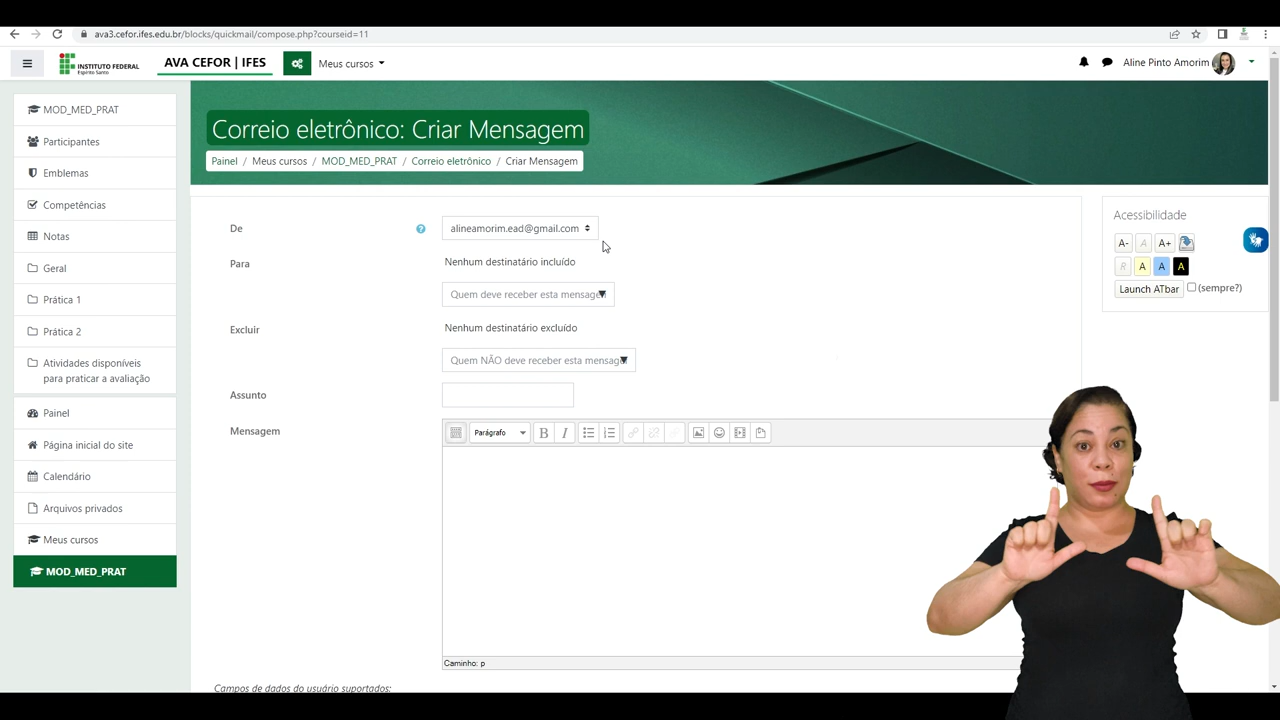 ava3.cefor.ifes.edu.br/blocks/quickmail/compose.php?courseid=11
INSTITUTO FEDERAL
Espírito Santo
AVA CEFOR | IFES
Meus cursos
Aline Pinto Amorim
MOD_MED_PRAT
Participantes
Emblemas
Competências
Notas
Geral
Prática 1
Prática 2
Atividades disponíveis
para praticar a avaliação
Painel
Página inicial do site
Calendário
Arquivos privados
Meus cursos
MOD_MED_PRAT
Correio eletrônico: Criar Mensagem
Painel / Meus cursos / MOD_MED_PRAT / Correio eletrônico / Criar Mensagem
De
alineamorim.ead@gmail.com
Para
Nenhum destinatário incluído
Quem deve receber esta mensage
Excluir
Nenhum destinatário excluído
Quem NÃO deve receber esta mensag
Assunto
Mensagem
Parágrafo
B I
Caminho: p
Campos de dados do usuário suportados:
Acessibilidade
A- A A+
R A A A
Launch ATbar (sempre?)